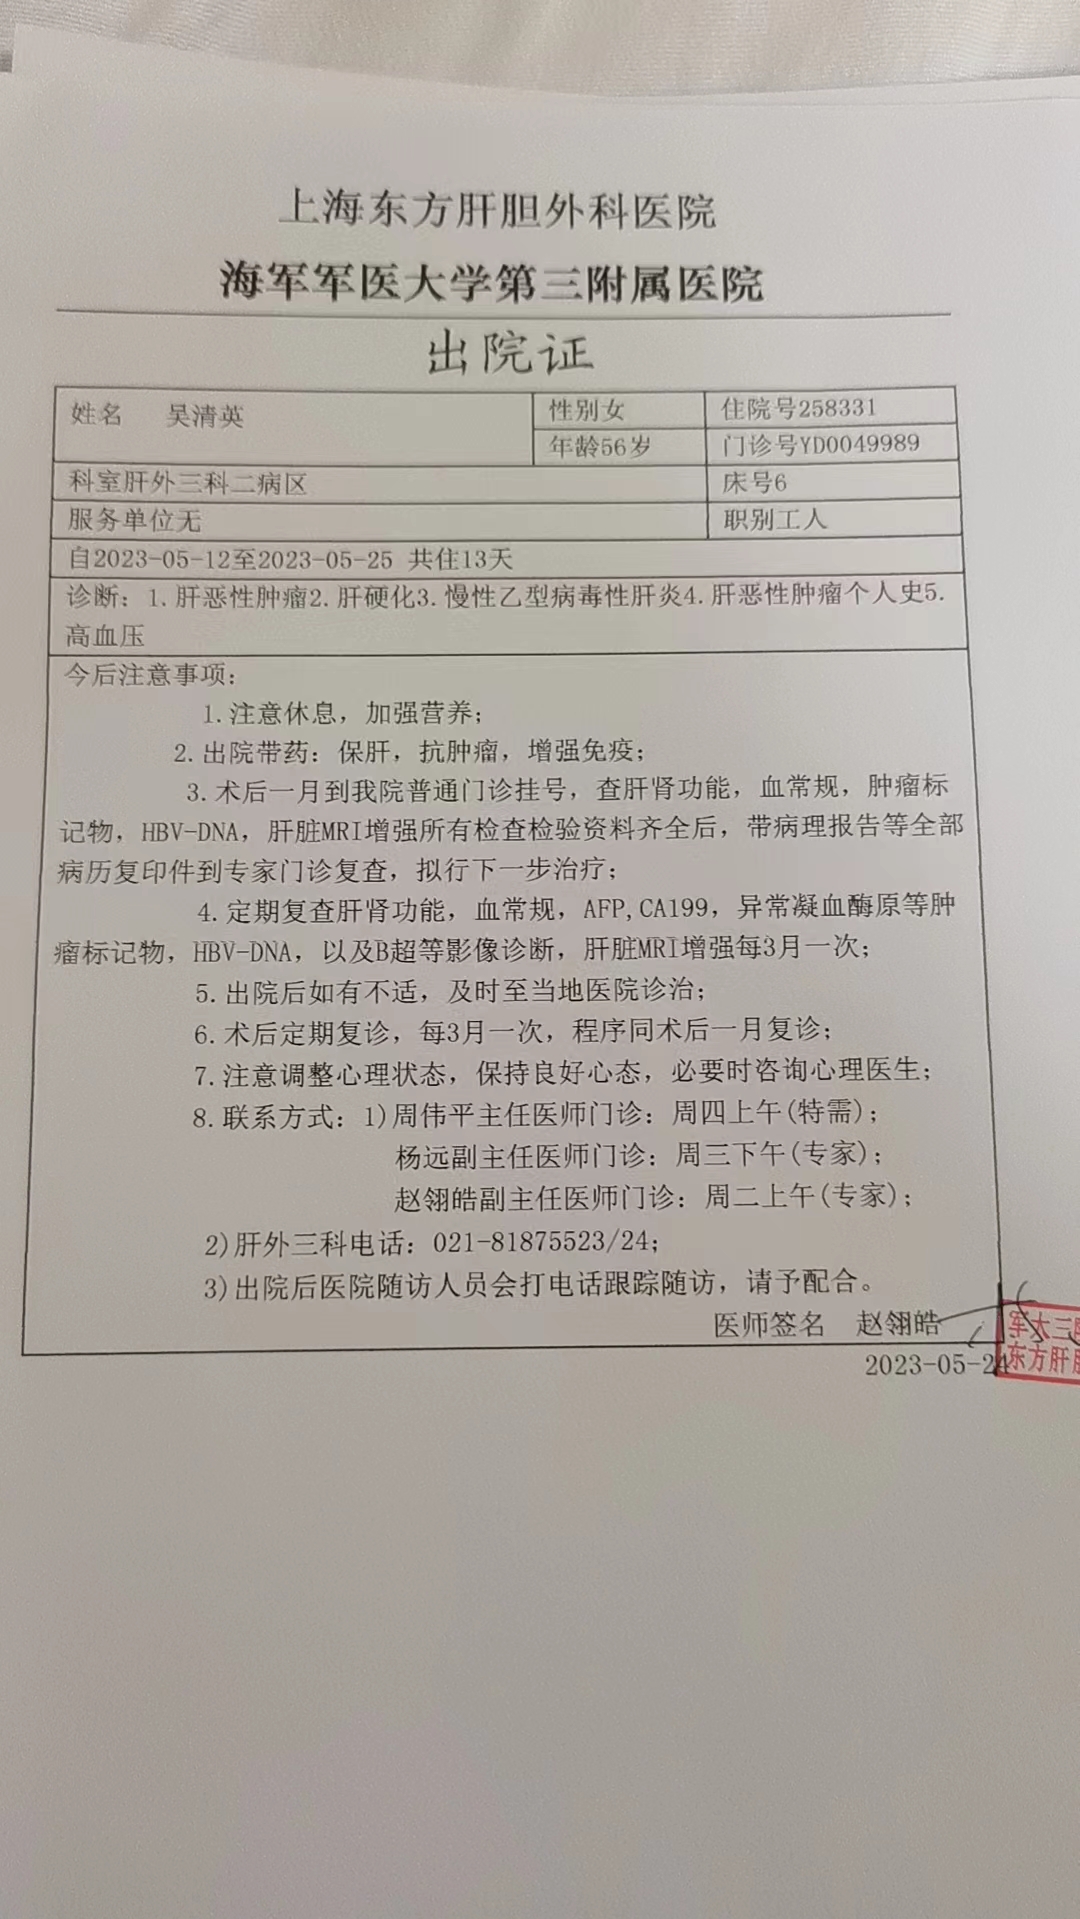 上海东方肝胆外科医院
海军军医大学第三附属医院
出院证
姓名 吴清英
性别女
住院号258331
年龄56岁
门诊号YD0049989
科室肝外三科二病区
床号6
服务单位无
职别工人
自2023-05-12至2023-05-25 共住13天
诊断：1.肝恶性肿瘤2.肝硬化3.慢性乙型病毒性肝炎4.肝恶性肿瘤个人史5.
高血压
今后注意事项：
1.注意休息，加强营养；
2.出院带药：保肝，抗肿瘤，增强免疫；
3.术后一月到我院普通门诊挂号，查肝肾功能，血常规，肿瘤标
记物，HBV-DNA，肝脏MRI增强所有检查检验资料齐全后，带病理报告等全部
病历复印件到专家门诊复查，拟行下一步治疗；
4.定期复查肝肾功能，血常规，AFP,CA199，异常凝血酶原等肿
瘤标记物，HBV-DNA，以及B超等影像诊断，肝脏MRI增强每3月一次；
5.出院后如有不适，及时至当地医院诊治；
6.术后定期复诊，每3月一次，程序同术后一月复诊；
7.注意调整心理状态，保持良好心态，必要时咨询心理医生；
8.联系方式：1)周伟平主任医师门诊：周四上午(特需)；
杨远副主任医师门诊：周三下午(专家)；
赵翎皓副主任医师门诊：周二上午(专家)；
2)肝外三科电话：021-81875523/24；
3)出院后医院随访人员会打电话跟踪随访，请予配合。
医师签名 赵翎皓
2023-05-24
军大三
东方肝